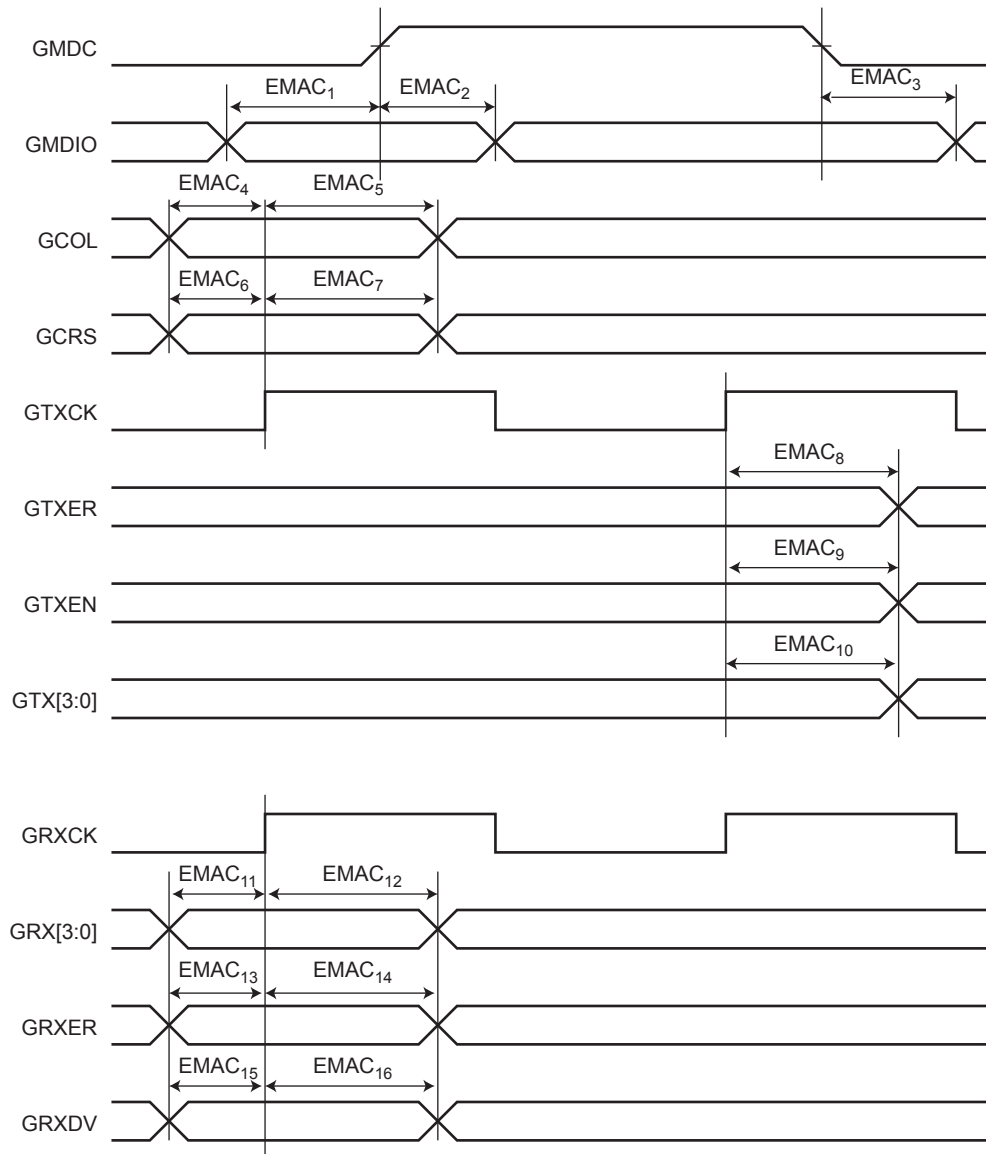 GMDC
EMAC1 EMAC2 EMAC3
GMDIO
EMAC4 EMAC5
GCOL
EMAC6 EMAC7
GCRS
GTXCK
EMAC8
GTXER
EMAC9
GTXEN
EMAC10
GTX[3:0]
GRXCK
EMAC11 EMAC12
GRX[3:0]
EMAC13 EMAC14
GRXER
EMAC15 EMAC16
GRXDV